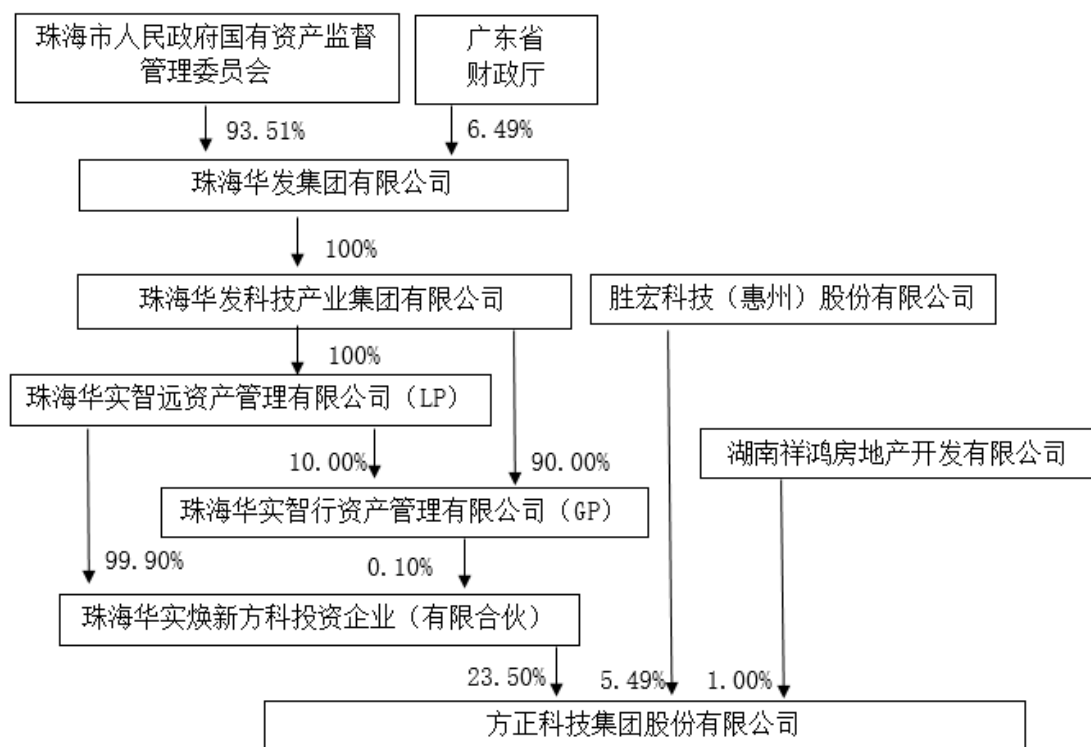 珠海市人民政府国有资产监督
管理委员会
广东省
财政厅
93.51%
6.49%
珠海华发集团有限公司
100%
珠海华发科技产业集团有限公司
胜宏科技（惠州）股份有限公司
100%
珠海华实智远资产管理有限公司（LP）
10.00%
90.00%
湖南祥鸿房地产开发有限公司
珠海华实智行资产管理有限公司（GP）
99.90%
0.10%
珠海华实焕新方科投资企业（有限合伙）
23.50%
5.49%
1.00%
方正科技集团股份有限公司